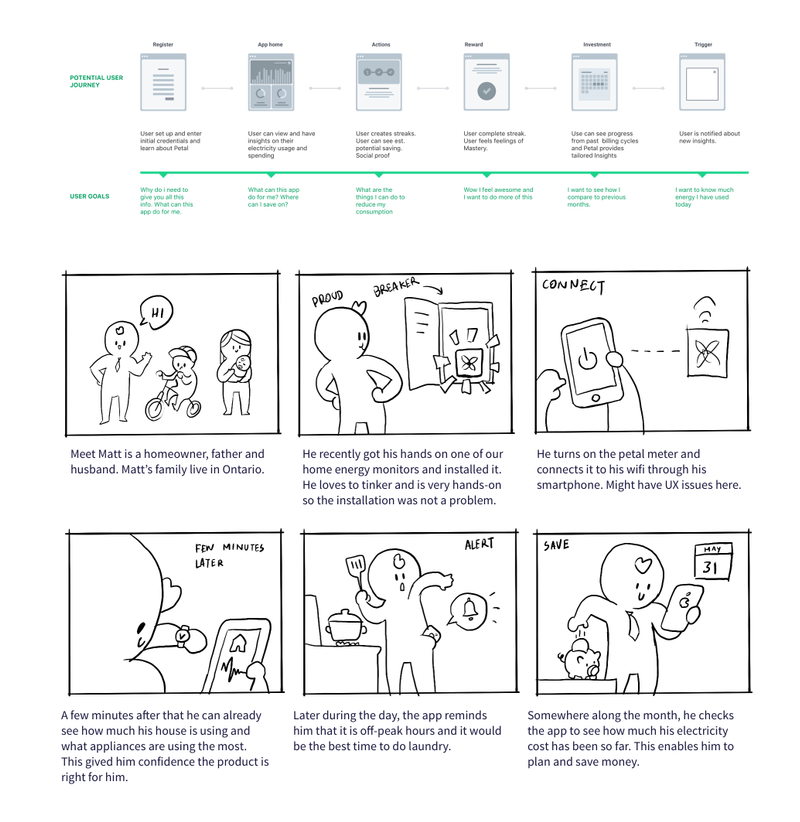 Register
App home
Actions
Reward
Investment
Trigger
POTENTIAL USER
JOURNEY
User set up and enter
initial credentials and
learn about Petal
User can view and have
insights on their
electricity usage and
spending
User creates streaks.
User can see est.
potential saving.
Social proof
User complete streak.
User feels feelings of
Mastery.
Use can see progress
from past billing cycles
and Petal provides
tailored Insights
User is notified about
new insights.
USER GOALS
Why do i need to
give you all this
info. What can this
app do for me.
What can this app
do for me? Where
can I save on?
What are the
things I can do to
reduce my
consumption
Wow I feel awesome and
I want to do more of this
I want to see how I
compare to previous
months.
I want to know much
energy I have used
today
HI
PROUD
BREAKER
CONNECT
Meet Matt is a homeowner, father and
husband. Matt's family live in Ontario.
He recently got his hands on one of our
home energy monitors and installed it.
He loves to tinker and is very hands-on
so the installation was not a problem.
He turns on the petal meter and
connects it to his wifi through his
smartphone. Might have UX issues here.
FEW MINUTES
LATER
ALERT
SAVE
MAY
31
A few minutes after that he can already
see how much his house is using and
what appliances are using the most.
This gived him confidence the product is
right for him.
Later during the day, the app reminds
him that it is off-peak hours and it would
be the best time to do laundry.
Somewhere along the month, he checks
the app to see how much his electricity
cost has been so far. This enables him to
plan and save money.